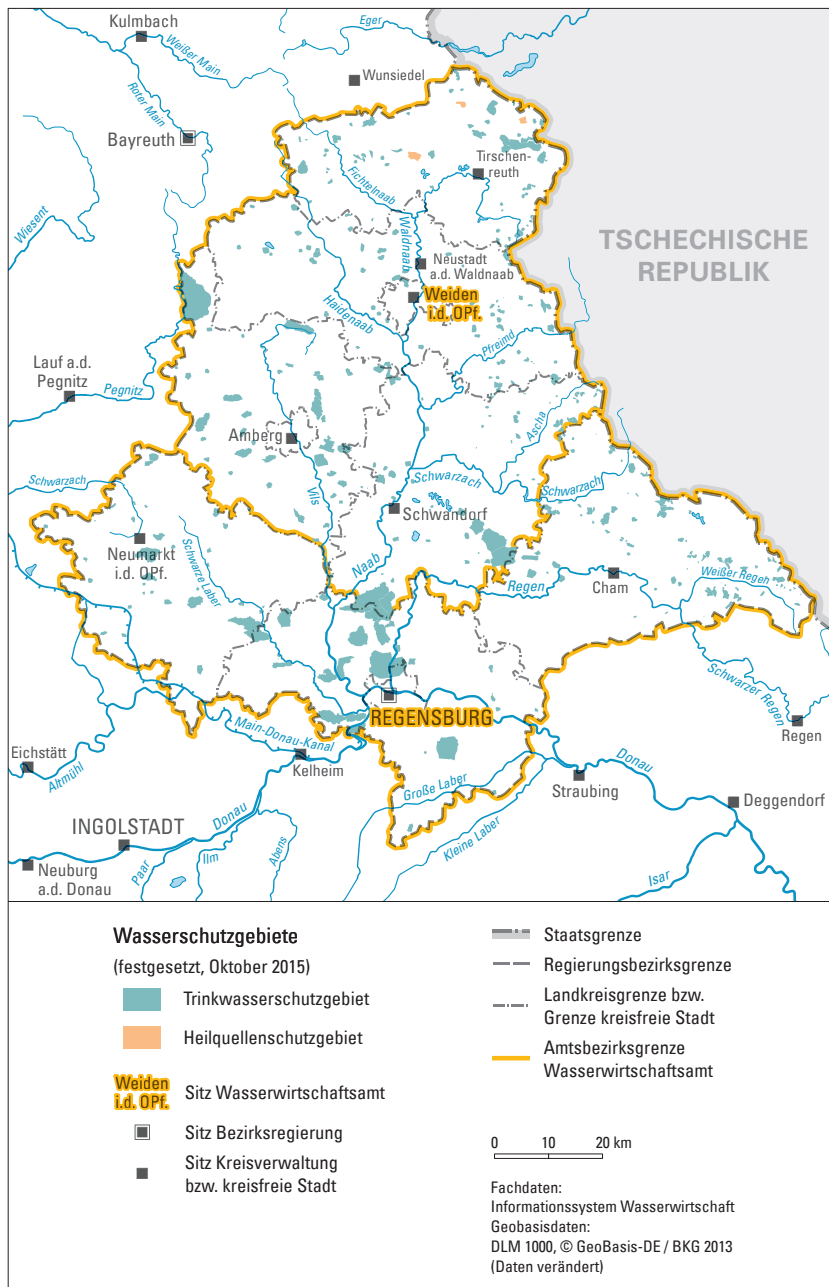 Kulmbach
Weißer Main
Eger
Wunsiedel
Roter Main
Bayreuth
Tirschen-
reuth
Fichtelnaab
Wiesent
Waldnaab
TSCHECHISCHE
REPUBLIK
Neustadt
a.d. Waldnaab
Weiden
i.d. OPf.
Haidenaab
Pfreimd
Lauf a.d.
Pegnitz
Pegnitz
Amberg
Ascha
Schwarzach
Vils
Schwarzach
Schwarzach
Schwandorf
Neumarkt
i.d. OPf.
Schwarze Laber
Naab
Regen
Cham
Weißer Regen
Schwarzer Regen
Regen
REGENSBURG
Main-Donau-Kanal
Eichstätt
Altmühl
Kelheim
Donau
Große Laber
Straubing
Donau
Deggendorf
INGOLSTADT
Kleine Laber
Neuburg
a.d. Donau
Paar
Ilm
Abens
Isar
Wasserschutzgebiete
(festgesetzt, Oktober 2015)
Trinkwasserschutzgebiet
Heilquellenschutzgebiet
Weiden
i.d. OPf.
Sitz Wasserwirtschaftsamt
Sitz Bezirksregierung
Sitz Kreisverwaltung
bzw. kreisfreie Stadt
Staatsgrenze
Regierungsbezirksgrenze
Landkreisgrenze bzw.
Grenze kreisfreie Stadt
Amtsbezirksgrenze
Wasserwirtschaftsamt
0 10 20 km
Fachdaten:
Informationssystem Wasserwirtschaft
Geobasisdaten:
DLM 1000, © GeoBasis-DE / BKG 2013
(Daten verändert)